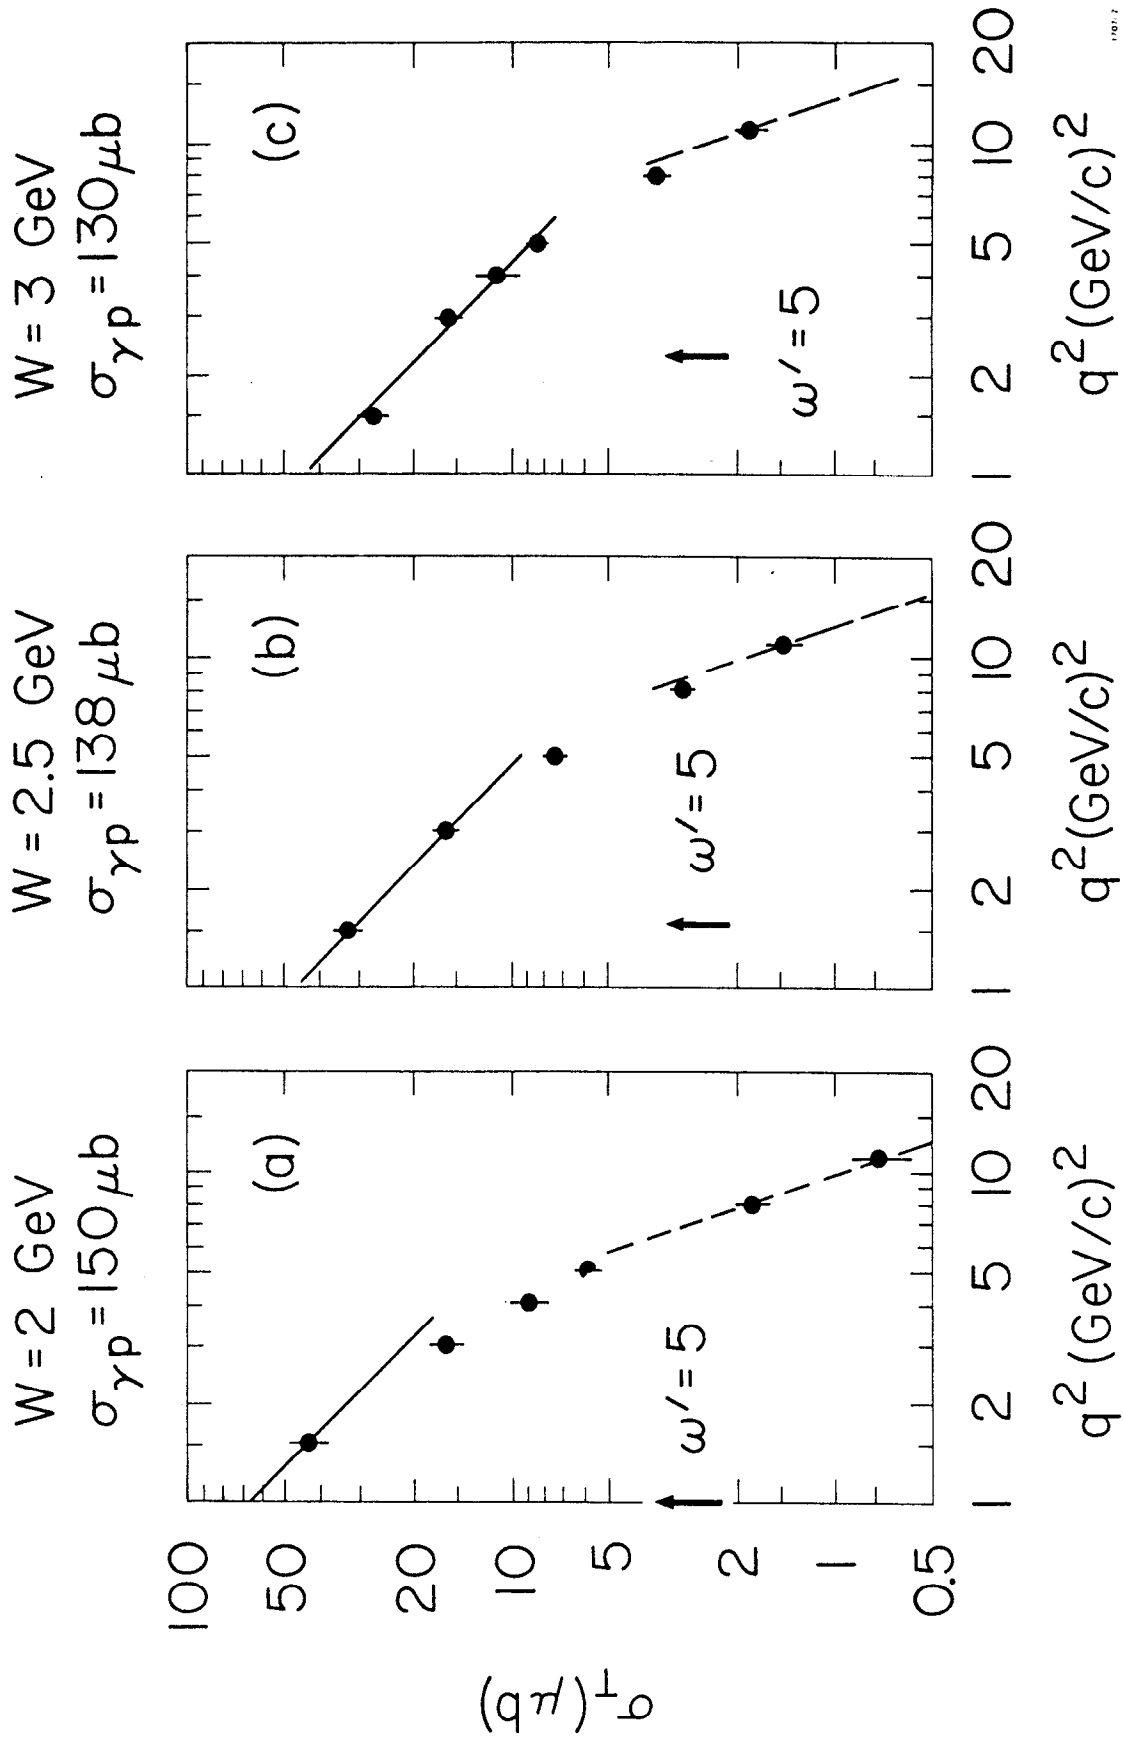 W = 2 GeV
σγp = 150 μb
W = 2.5 GeV
σγp = 138 μb
W = 3 GeV
σγp = 130 μb
(a)
(b)
(c)
100
50
20
10
5
2
1
0.5
σT (μb)
ω′ = 5
ω′ = 5
ω′ = 5
1 2 5 10 20
1 2 5 10 20
1 2 5 10 20
q² (GeV/c)²
q² (GeV/c)²
q² (GeV/c)²